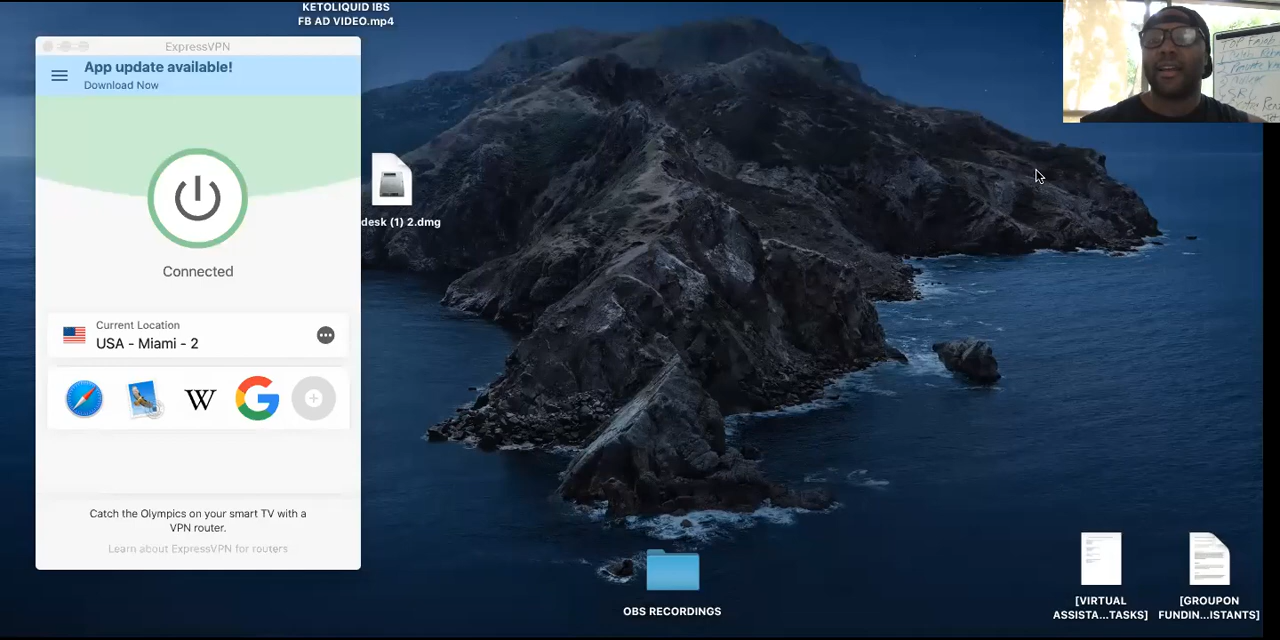 KETOLIQUID IBS
FB AD VIDEO.mp4
ExpressVPN
App update available!
Download Now
desk (1) 2.dmg
Connected
Current Location
USA - Miami - 2
W
G
Catch the Olympics on your smart TV with a
VPN router.
Learn about ExpressVPN for routers
OBS RECORDINGS
[VIRTUAL
ASSISTA...TASKS]
[GROUPON
FUNDIN...ISTANTS]